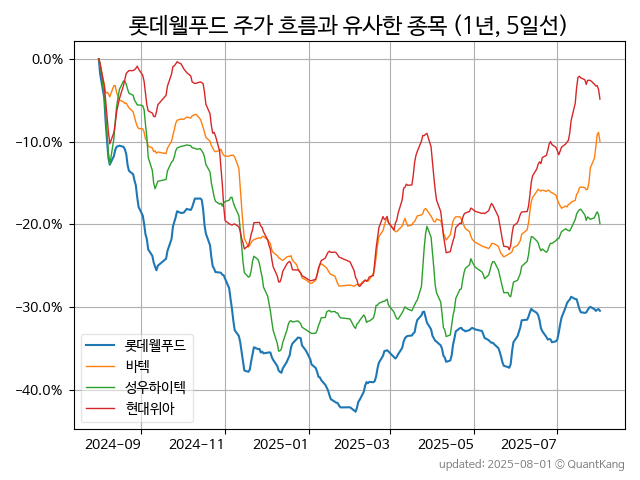 롯데웰푸드 주가 흐름과 유사한 종목 (1년, 5일선)
0.0%
−10.0%
−20.0%
−30.0%
−40.0%
롯데웰푸드
바텍
성우하이텍
현대위아
2024−09 2024−11 2025−01 2025−03 2025−05 2025−07
updated: 2025-08-01 © QuantKang